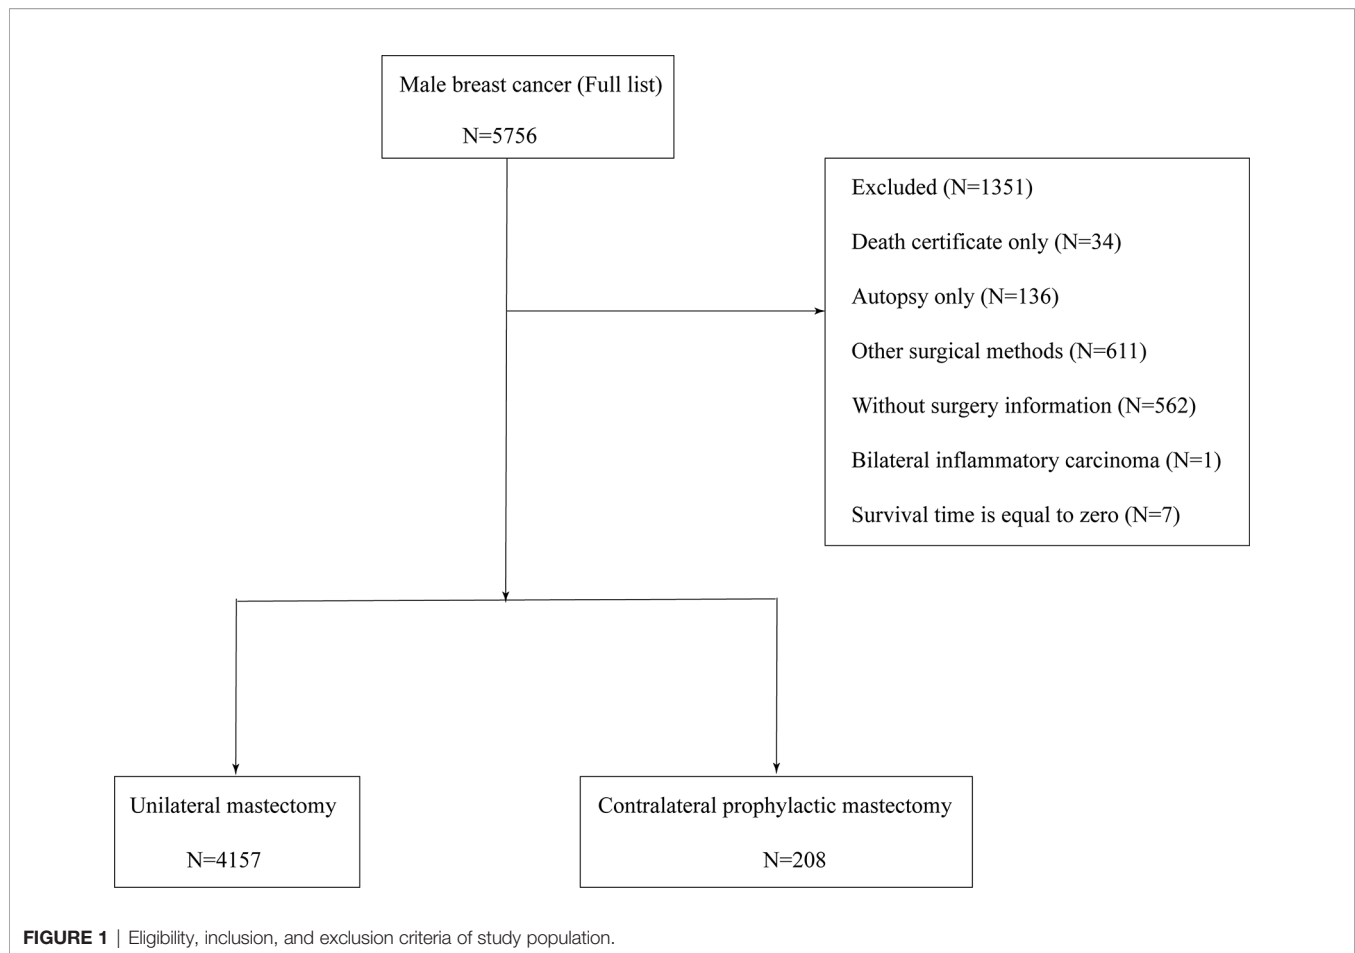 Male breast cancer (Full list)
N=5756
Excluded (N=1351)
Death certificate only (N=34)
Autopsy only (N=136)
Other surgical methods (N=611)
Without surgery information (N=562)
Bilateral inflammatory carcinoma (N=1)
Survival time is equal to zero (N=7)
Unilateral mastectomy
N=4157
Contralateral prophylactic mastectomy
N=208
FIGURE 1 | Eligibility, inclusion, and exclusion criteria of study population.